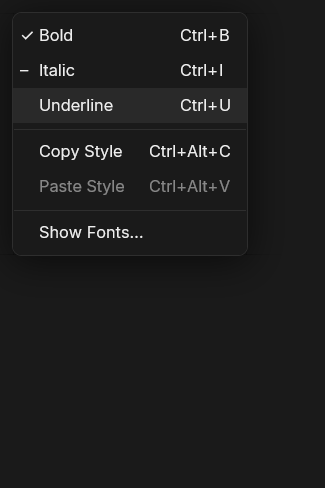 ✓ Bold Ctrl+B
– Italic Ctrl+I
Underline Ctrl+U
Copy Style Ctrl+Alt+C
Paste Style Ctrl+Alt+V
Show Fonts...